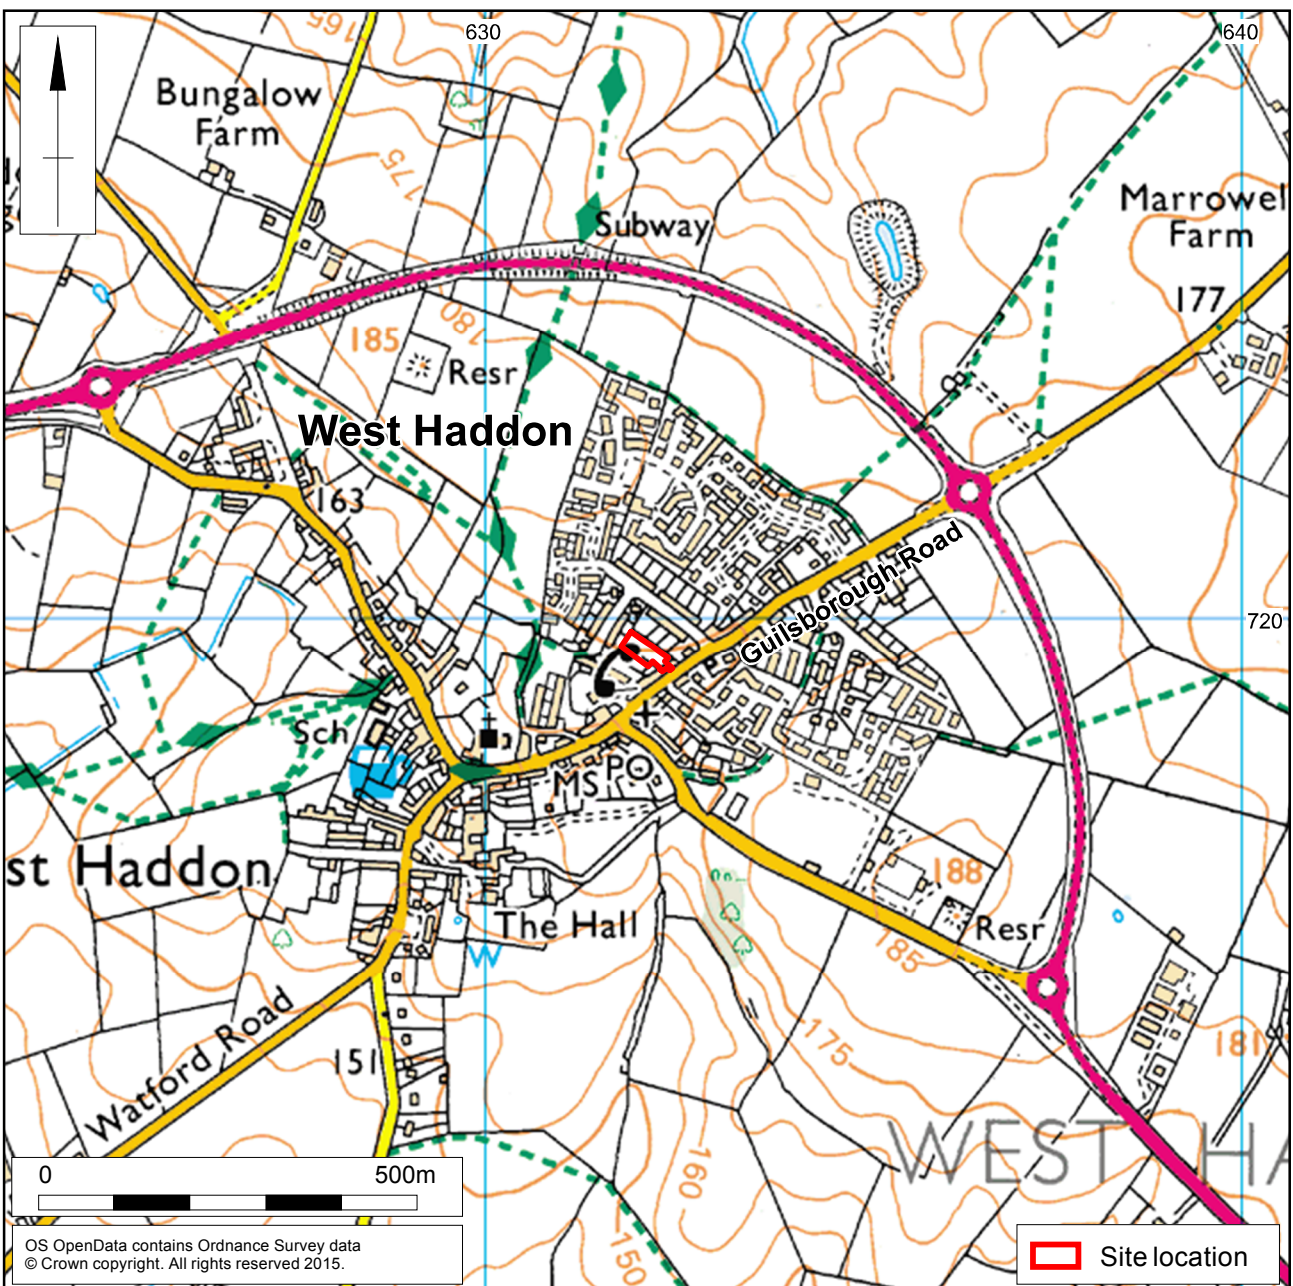 630
640
165
Bungalow
Farm
175
Subway
Marrowel
Farm
177
180
185
Resr
West Haddon
163
Guilsborough Road
720
Sch
MS
PO
st Haddon
188
The Hall
Resr
185
Watford Road
175
151
181
WEST HA
160
150
0 500m
OS OpenData contains Ordnance Survey data
© Crown copyright. All rights reserved 2015.
Site location